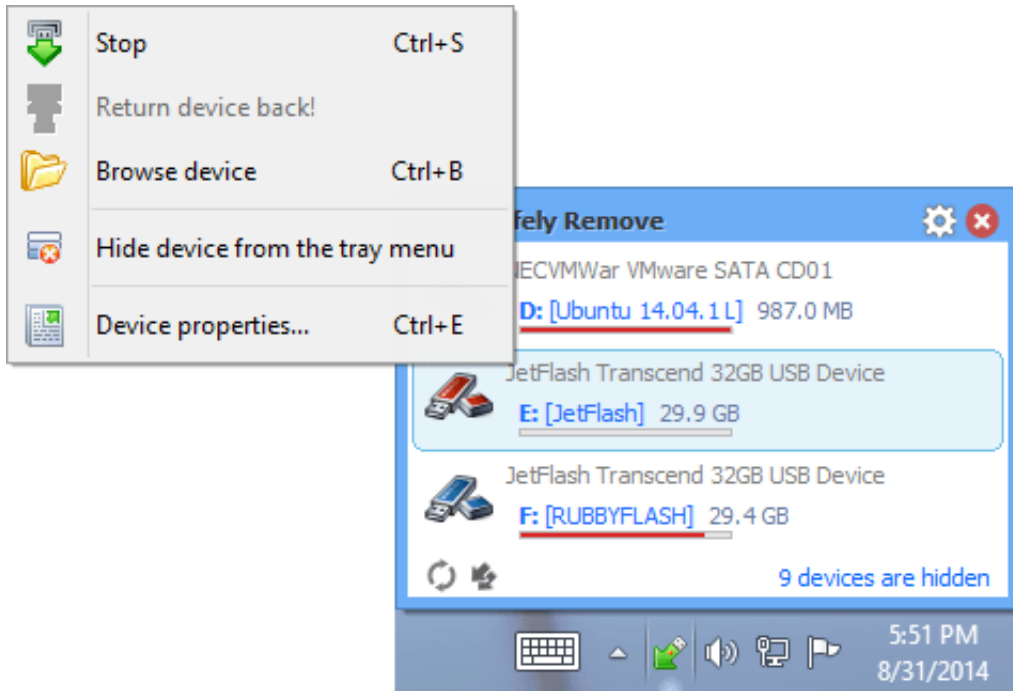 Stop Ctrl+S
Return device back!
Browse device Ctrl+B
Hide device from the tray menu
Device properties... Ctrl+E
fely Remove
NECVMWar VMware SATA CD01
D: [Ubuntu 14.04.1 L] 987.0 MB
JetFlash Transcend 32GB USB Device
E: [JetFlash] 29.9 GB
JetFlash Transcend 32GB USB Device
F: [RUBBYFLASH] 29.4 GB
9 devices are hidden
5:51 PM
8/31/2014